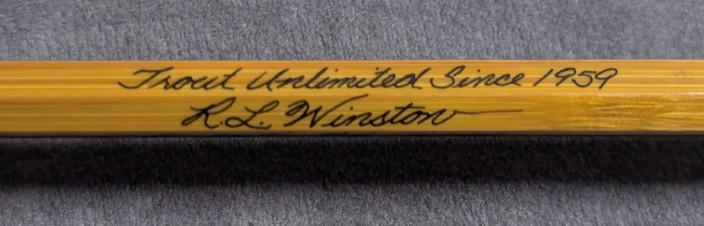 Trout Unlimited Since 1959
R.L. Winston